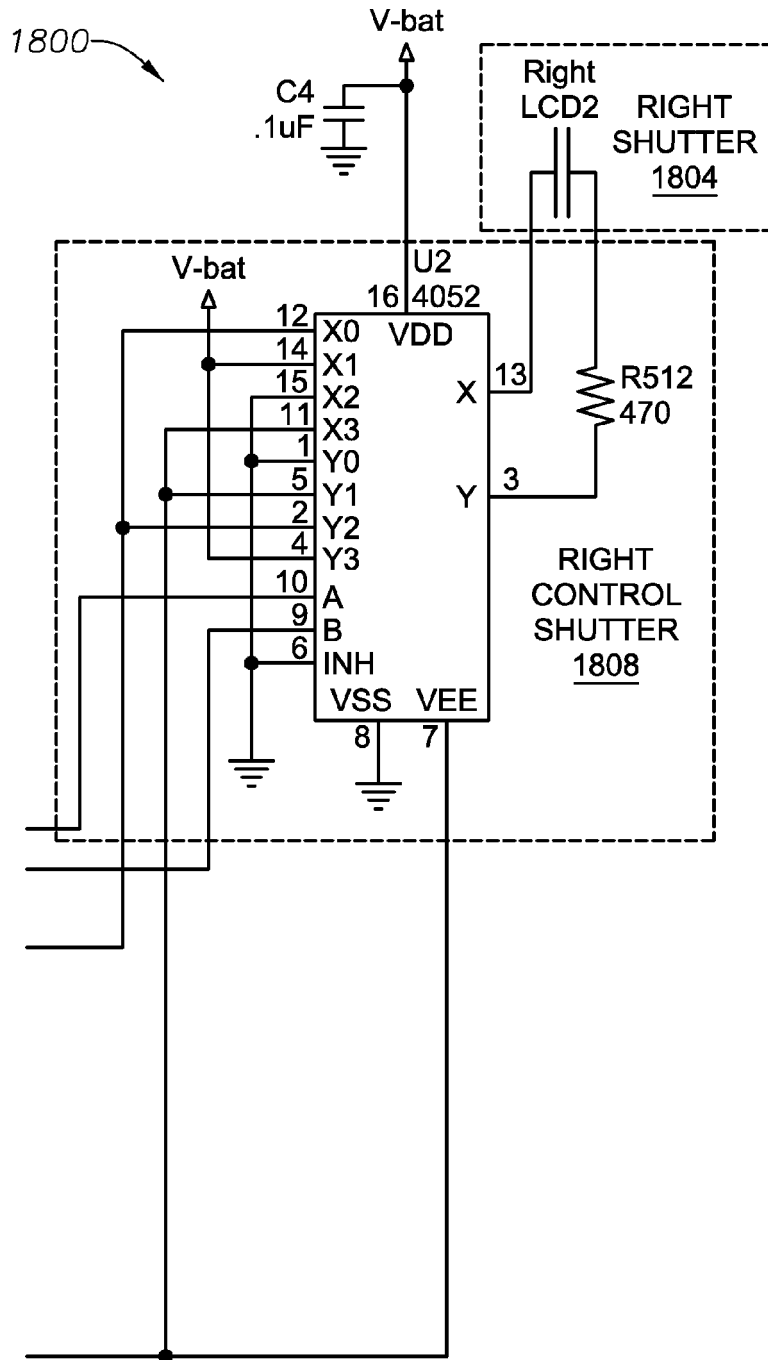 1800
V-bat
C4
.1uF
Right
LCD2
RIGHT
SHUTTER
1804
V-bat
U2
16 4052
VDD
12 X0
14 X1
15 X2
11 X3
1 Y0
5 Y1
2 Y2
4 Y3
10 A
9 B
6 INH
X 13
Y 3
R512
470
VSS VEE
8 7
RIGHT
CONTROL
SHUTTER
1808